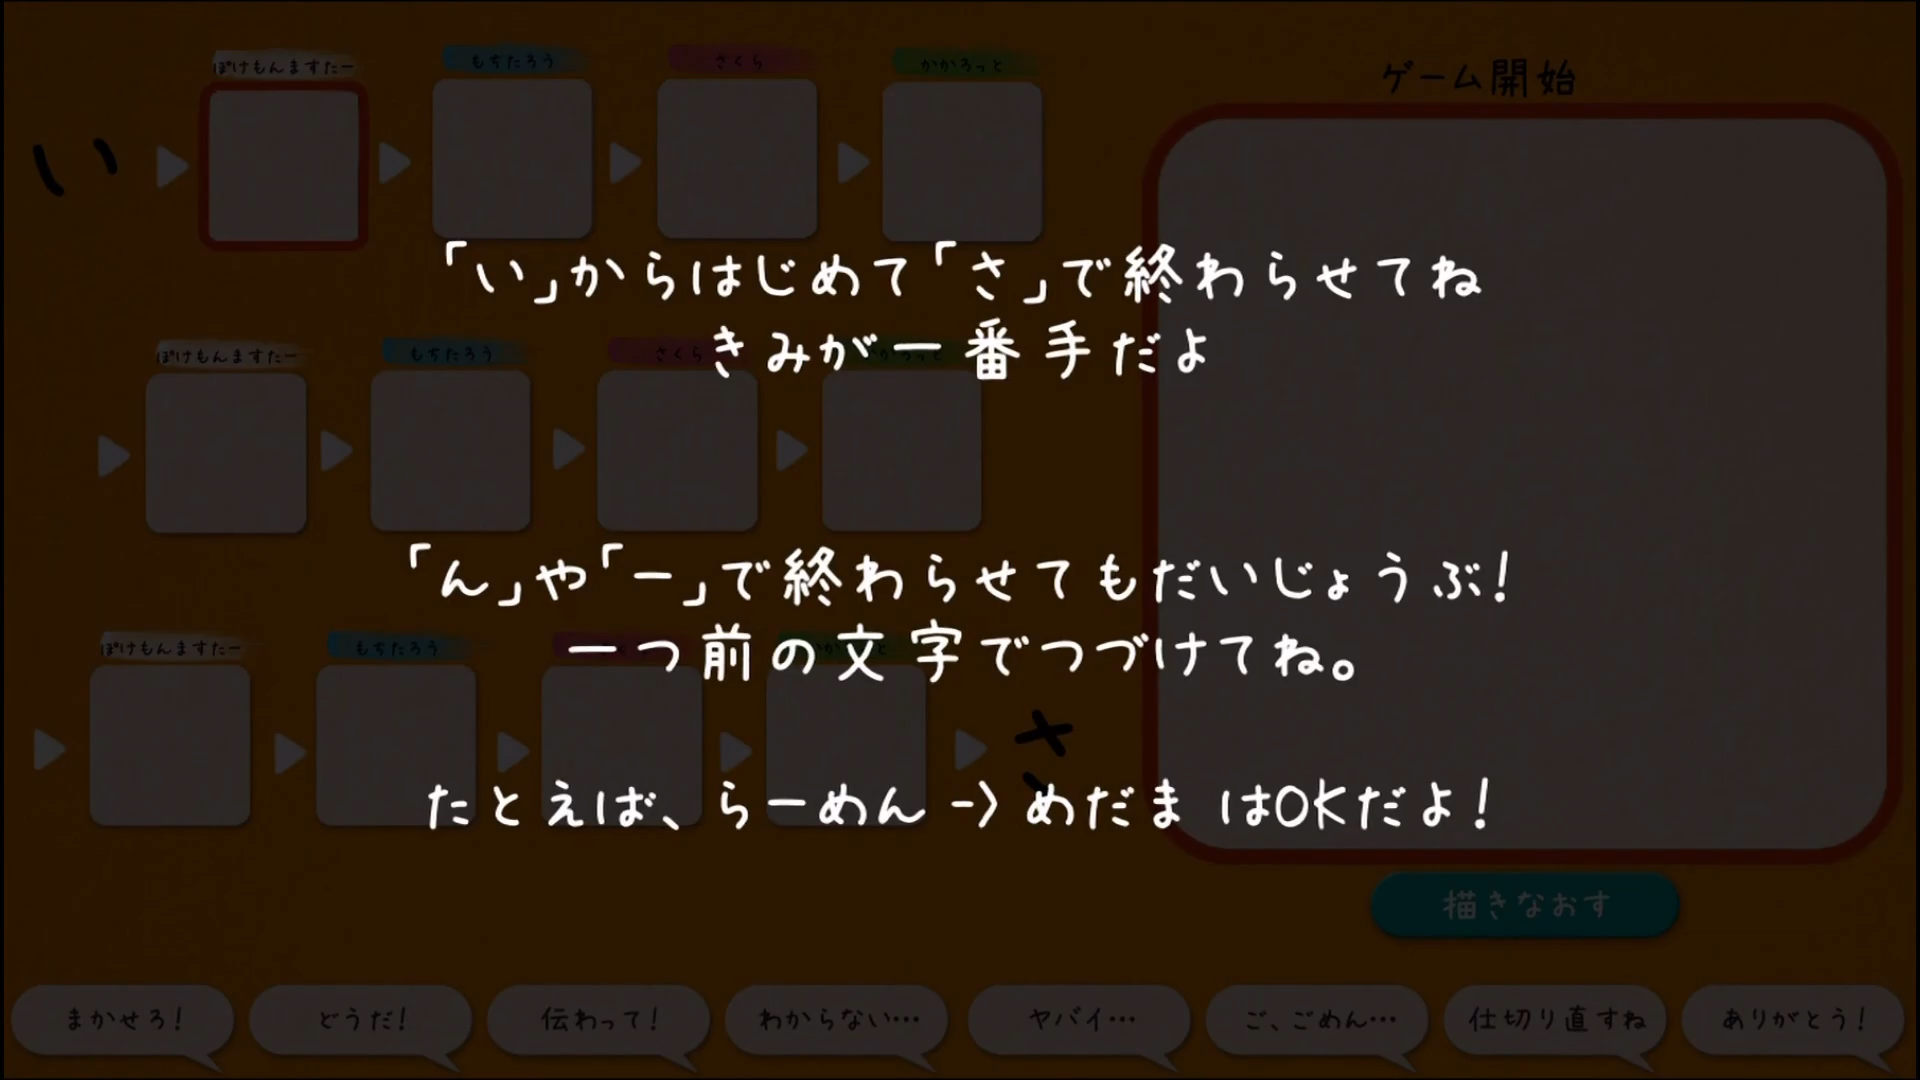 ぽけもんますたー
もちたろう
さくら
かかろっと
ゲーム開始
い
「い」からはじめて「さ」で終わらせてね
きみが一番手だよ
ぽけもんますたー
もちたろう
さくら
かかろっと
「ん」や「ー」で終わらせてもだいじょうぶ!
一つ前の文字でつづけてね。
ぽけもんますたー
もちたろう
さ
たとえば、らーめん -> めだま はOKだよ!
描きなおす
まかせろ!
どうだ!
伝わって!
わからない…
ヤバイ…
ご、ごめん…
仕切り直すね
ありがとう!